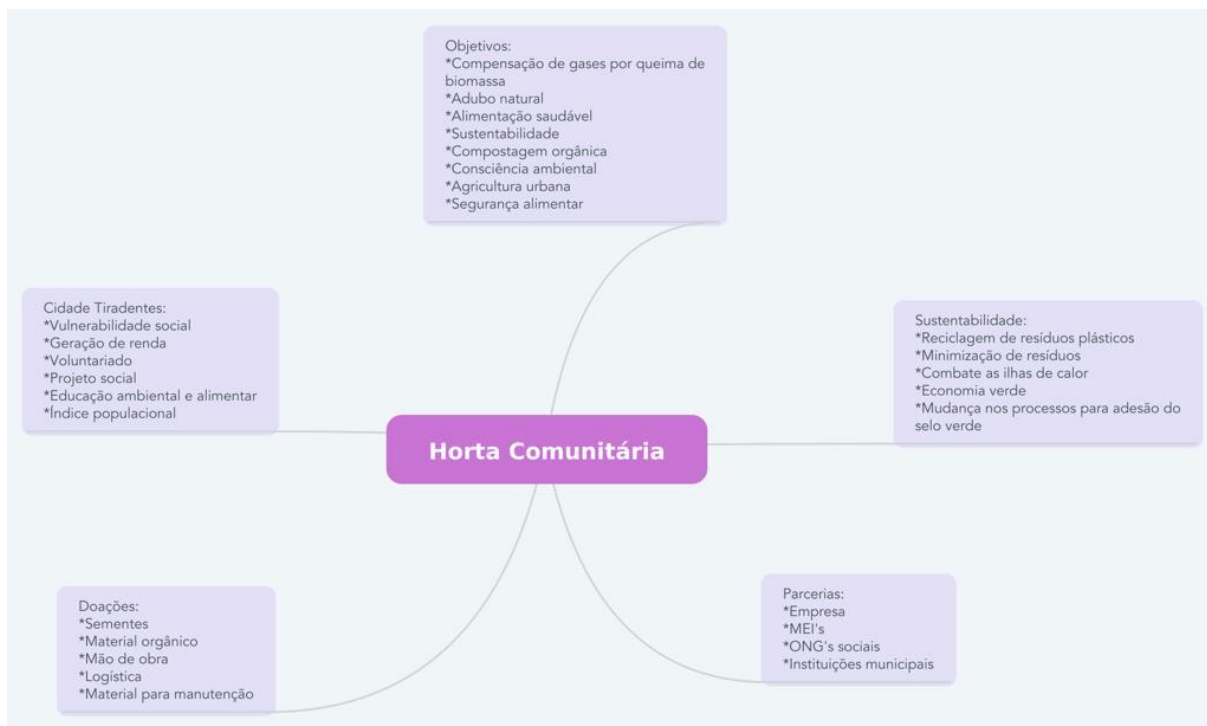 Objetivos:
*Compensação de gases por queima de
biomassa
*Adubo natural
*Alimentação saudável
*Sustentabilidade
*Compostagem orgânica
*Consciência ambiental
*Agricultura urbana
*Segurança alimentar
Cidade Tiradentes:
*Vulnerabilidade social
*Geração de renda
*Voluntariado
*Projeto social
*Educação ambiental e alimentar
*Índice populacional
Sustentabilidade:
*Reciclagem de resíduos plásticos
*Minimização de resíduos
*Combate as ilhas de calor
*Economia verde
*Mudança nos processos para adesão do
selo verde
Horta Comunitária
Doações:
*Sementes
*Material orgânico
*Mão de obra
*Logística
*Material para manutenção
Parcerias:
*Empresa
*MEI's
*ONG's sociais
*Instituições municipais